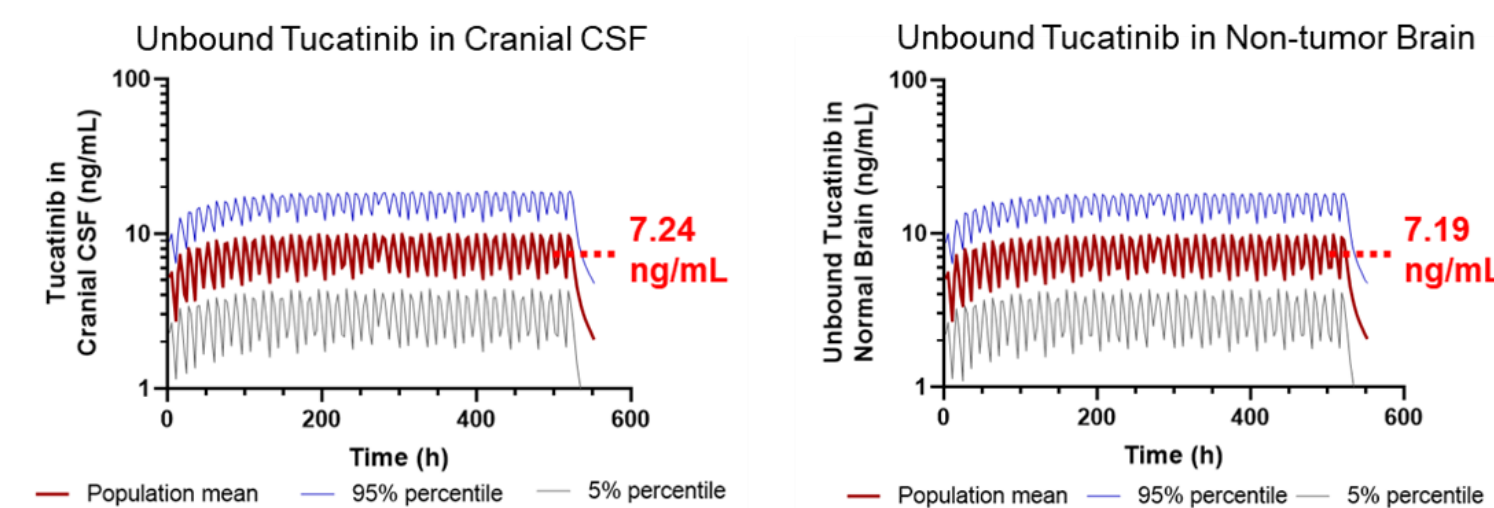 Unbound Tucatinib in Cranial CSF
Tucatinib in
Cranial CSF (ng/mL)
100
10
1
7.24
ng/mL
0 200 400 600
Time (h)
Population mean 95% percentile 5% percentile
Unbound Tucatinib in Non-tumor Brain
Unbound Tucatinib in
Normal Brain (ng/mL)
100
10
1
7.19
ng/mL
0 200 400 600
Time (h)
Population mean 95% percentile 5% percentile